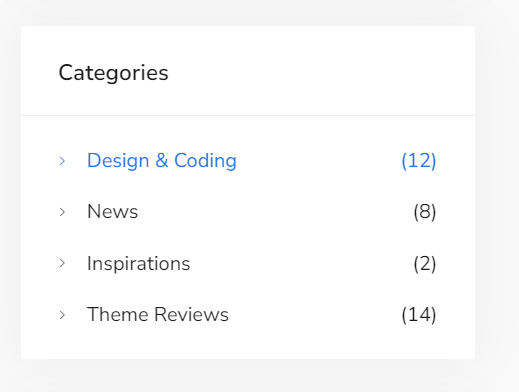 Categories
Design & Coding (12)
News (8)
Inspirations (2)
Theme Reviews (14)